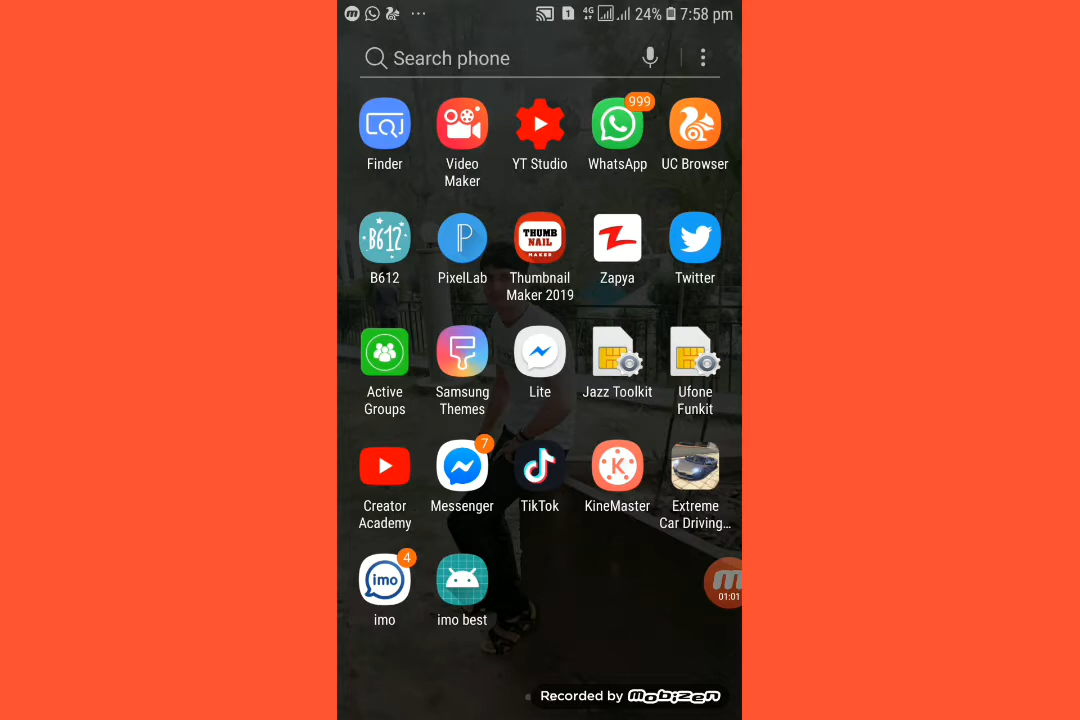 4G 24% 7:58 pm
Search phone
999
Finder
Video
Maker
YT Studio
WhatsApp
UC Browser
B612
THUMB
NAIL
MAKER
B612
PixelLab
Thumbnail
Maker 2019
Zapya
Twitter
Active
Groups
Samsung
Themes
Lite
Jazz Toolkit
Ufone
Funkit
7
K
Creator
Academy
Messenger
TikTok
KineMaster
Extreme
Car Driving...
4
imo
01:01
imo
imo best
Recorded by Mobizen